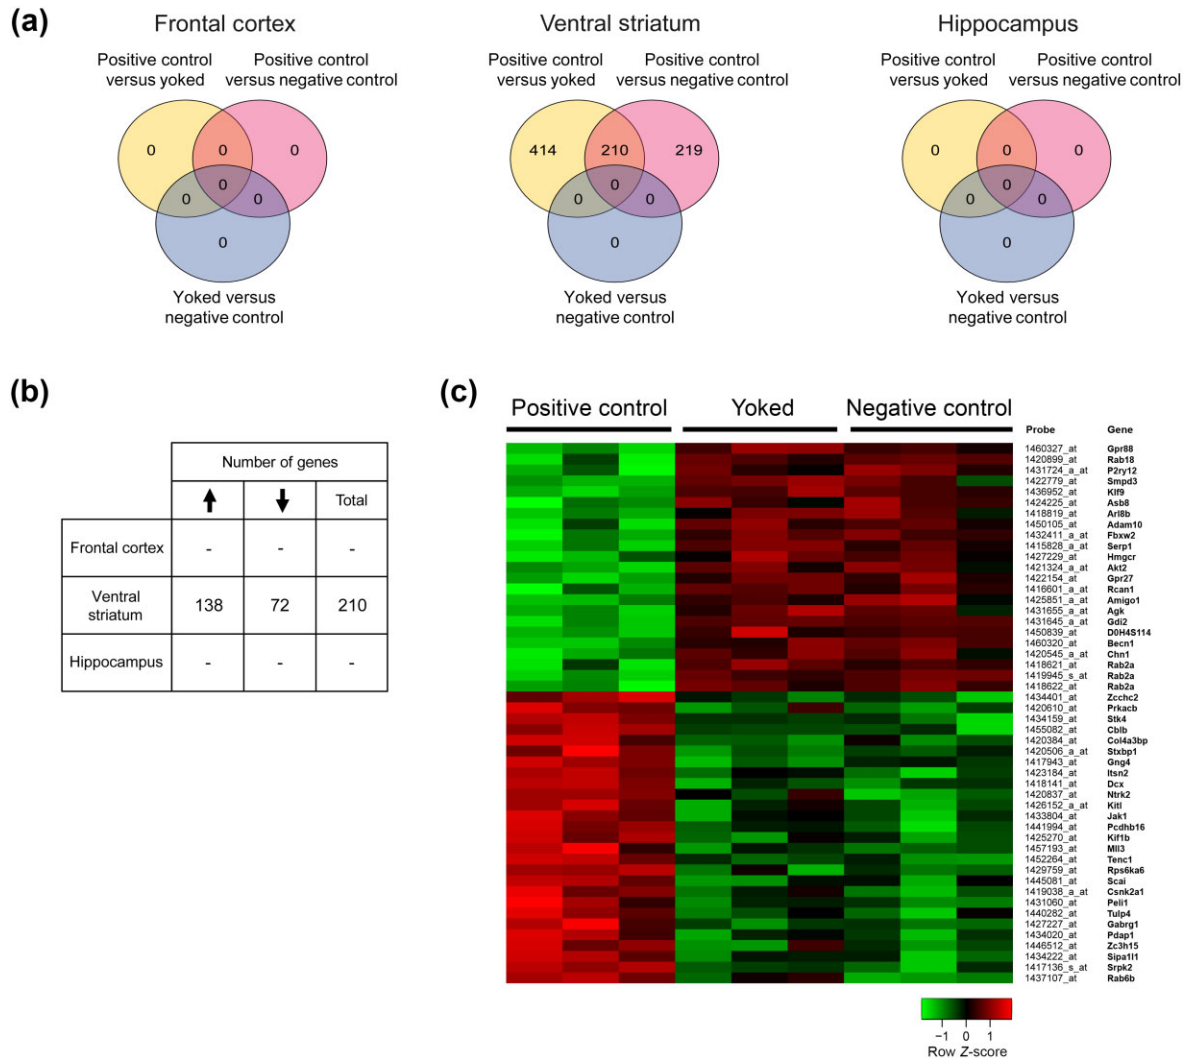 (a)
Frontal cortex
Positive control
versus yoked
Positive control
versus negative control
0
0
0
0
0
0
0
Yoked versus
negative control
Ventral striatum
Positive control
versus yoked
Positive control
versus negative control
414
210
219
0
0
0
0
Yoked versus
negative control
Hippocampus
Positive control
versus yoked
Positive control
versus negative control
0
0
0
0
0
0
0
Yoked versus
negative control
(b)
Number of genes
Total
Frontal cortex - - -
Ventral
striatum
138 72 210
Hippocampus - - -
(c)
Positive control Yoked Negative control
Probe Gene
1460327_at Gpr88
1420899_at Rab18
1431724_a_at P2ry12
1422779_at Smpd3
1436952_at Klf9
1424225_at Asb8
1418819_at Arl8b
1450105_at Adam10
1432411_a_at Fbxw2
1415828_a_at Serp1
1427229_at Hmgcr
1421324_a_at Akt2
1422154_at Gpr27
1416601_a_at Rcan1
1425851_a_at Amigo1
1431655_a_at Agk
1431645_a_at Gdi2
1450839_at D0H4S114
1460320_at Becn1
1420545_a_at Chn1
1418621_at Rab2a
1419945_s_at Rab2a
1418622_at Rab2a
1434401_at Zcchc2
1420610_at Prkacb
1434159_at Stk4
1455082_at Cblb
1420384_at Col4a3bp
1420506_a_at Stxbp1
1417943_at Gng4
1423184_at Itsn2
1418141_at Dcx
1420837_at Ntrk2
1426152_a_at Kitl
1433804_at Jak1
1441994_at Pcdhb16
1425270_at Kif1b
1457193_at Mll3
1452264_at Tenc1
1429759_at Rps6ka6
1445081_at Scai
1419038_a_at Csnk2a1
1431060_at Peli1
1440282_at Tulp4
1427227_at Gabrg1
1434020_at Pdap1
1446512_at Zc3h15
1434222_at Sipa1l1
1417136_s_at Srpk2
1437107_at Rab6b
−1 0 1
Row Z-score